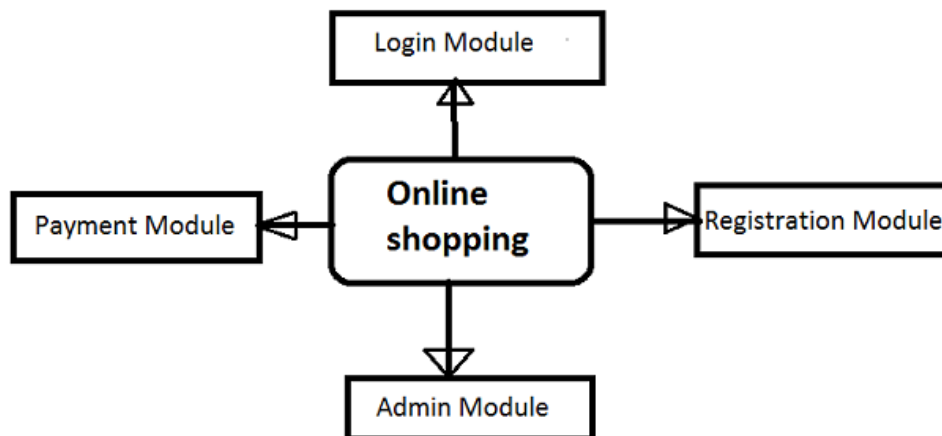 Login Module
Online
shopping
Payment Module
Registration Module
Admin Module